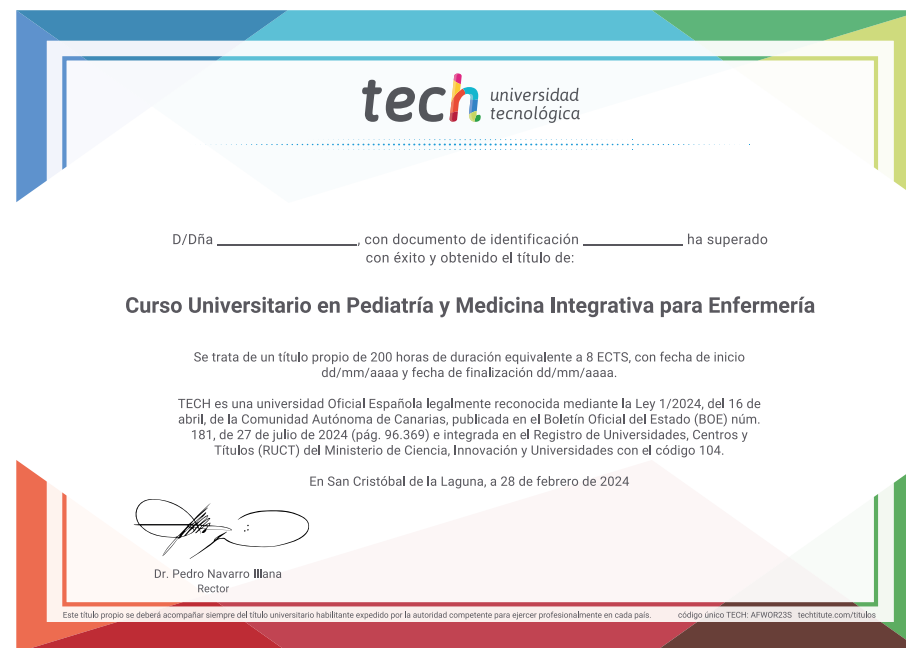 tech universidad
tecnológica
D/Dña ____________________, con documento de identificación ______________ ha superado
con éxito y obtenido el título de:
Curso Universitario en Pediatría y Medicina Integrativa para Enfermería
Se trata de un título propio de 200 horas de duración equivalente a 8 ECTS, con fecha de inicio
dd/mm/aaaa y fecha de finalización dd/mm/aaaa.
TECH es una universidad Oficial Española legalmente reconocida mediante la Ley 1/2024, del 16 de
abril, de la Comunidad Autónoma de Canarias, publicada en el Boletín Oficial del Estado (BOE) núm.
181, de 27 de julio de 2024 (pág. 96.369) e integrada en el Registro de Universidades, Centros y
Títulos (RUCT) del Ministerio de Ciencia, Innovación y Universidades con el código 104.
En San Cristóbal de la Laguna, a 28 de febrero de 2024
Dr. Pedro Navarro Illana
Rector
Este título propio se deberá acompañar siempre del título universitario habilitante expedido por la autoridad competente para ejercer profesionalmente en cada país. código único TECH: AFWOR23S techtitute.com/titulos